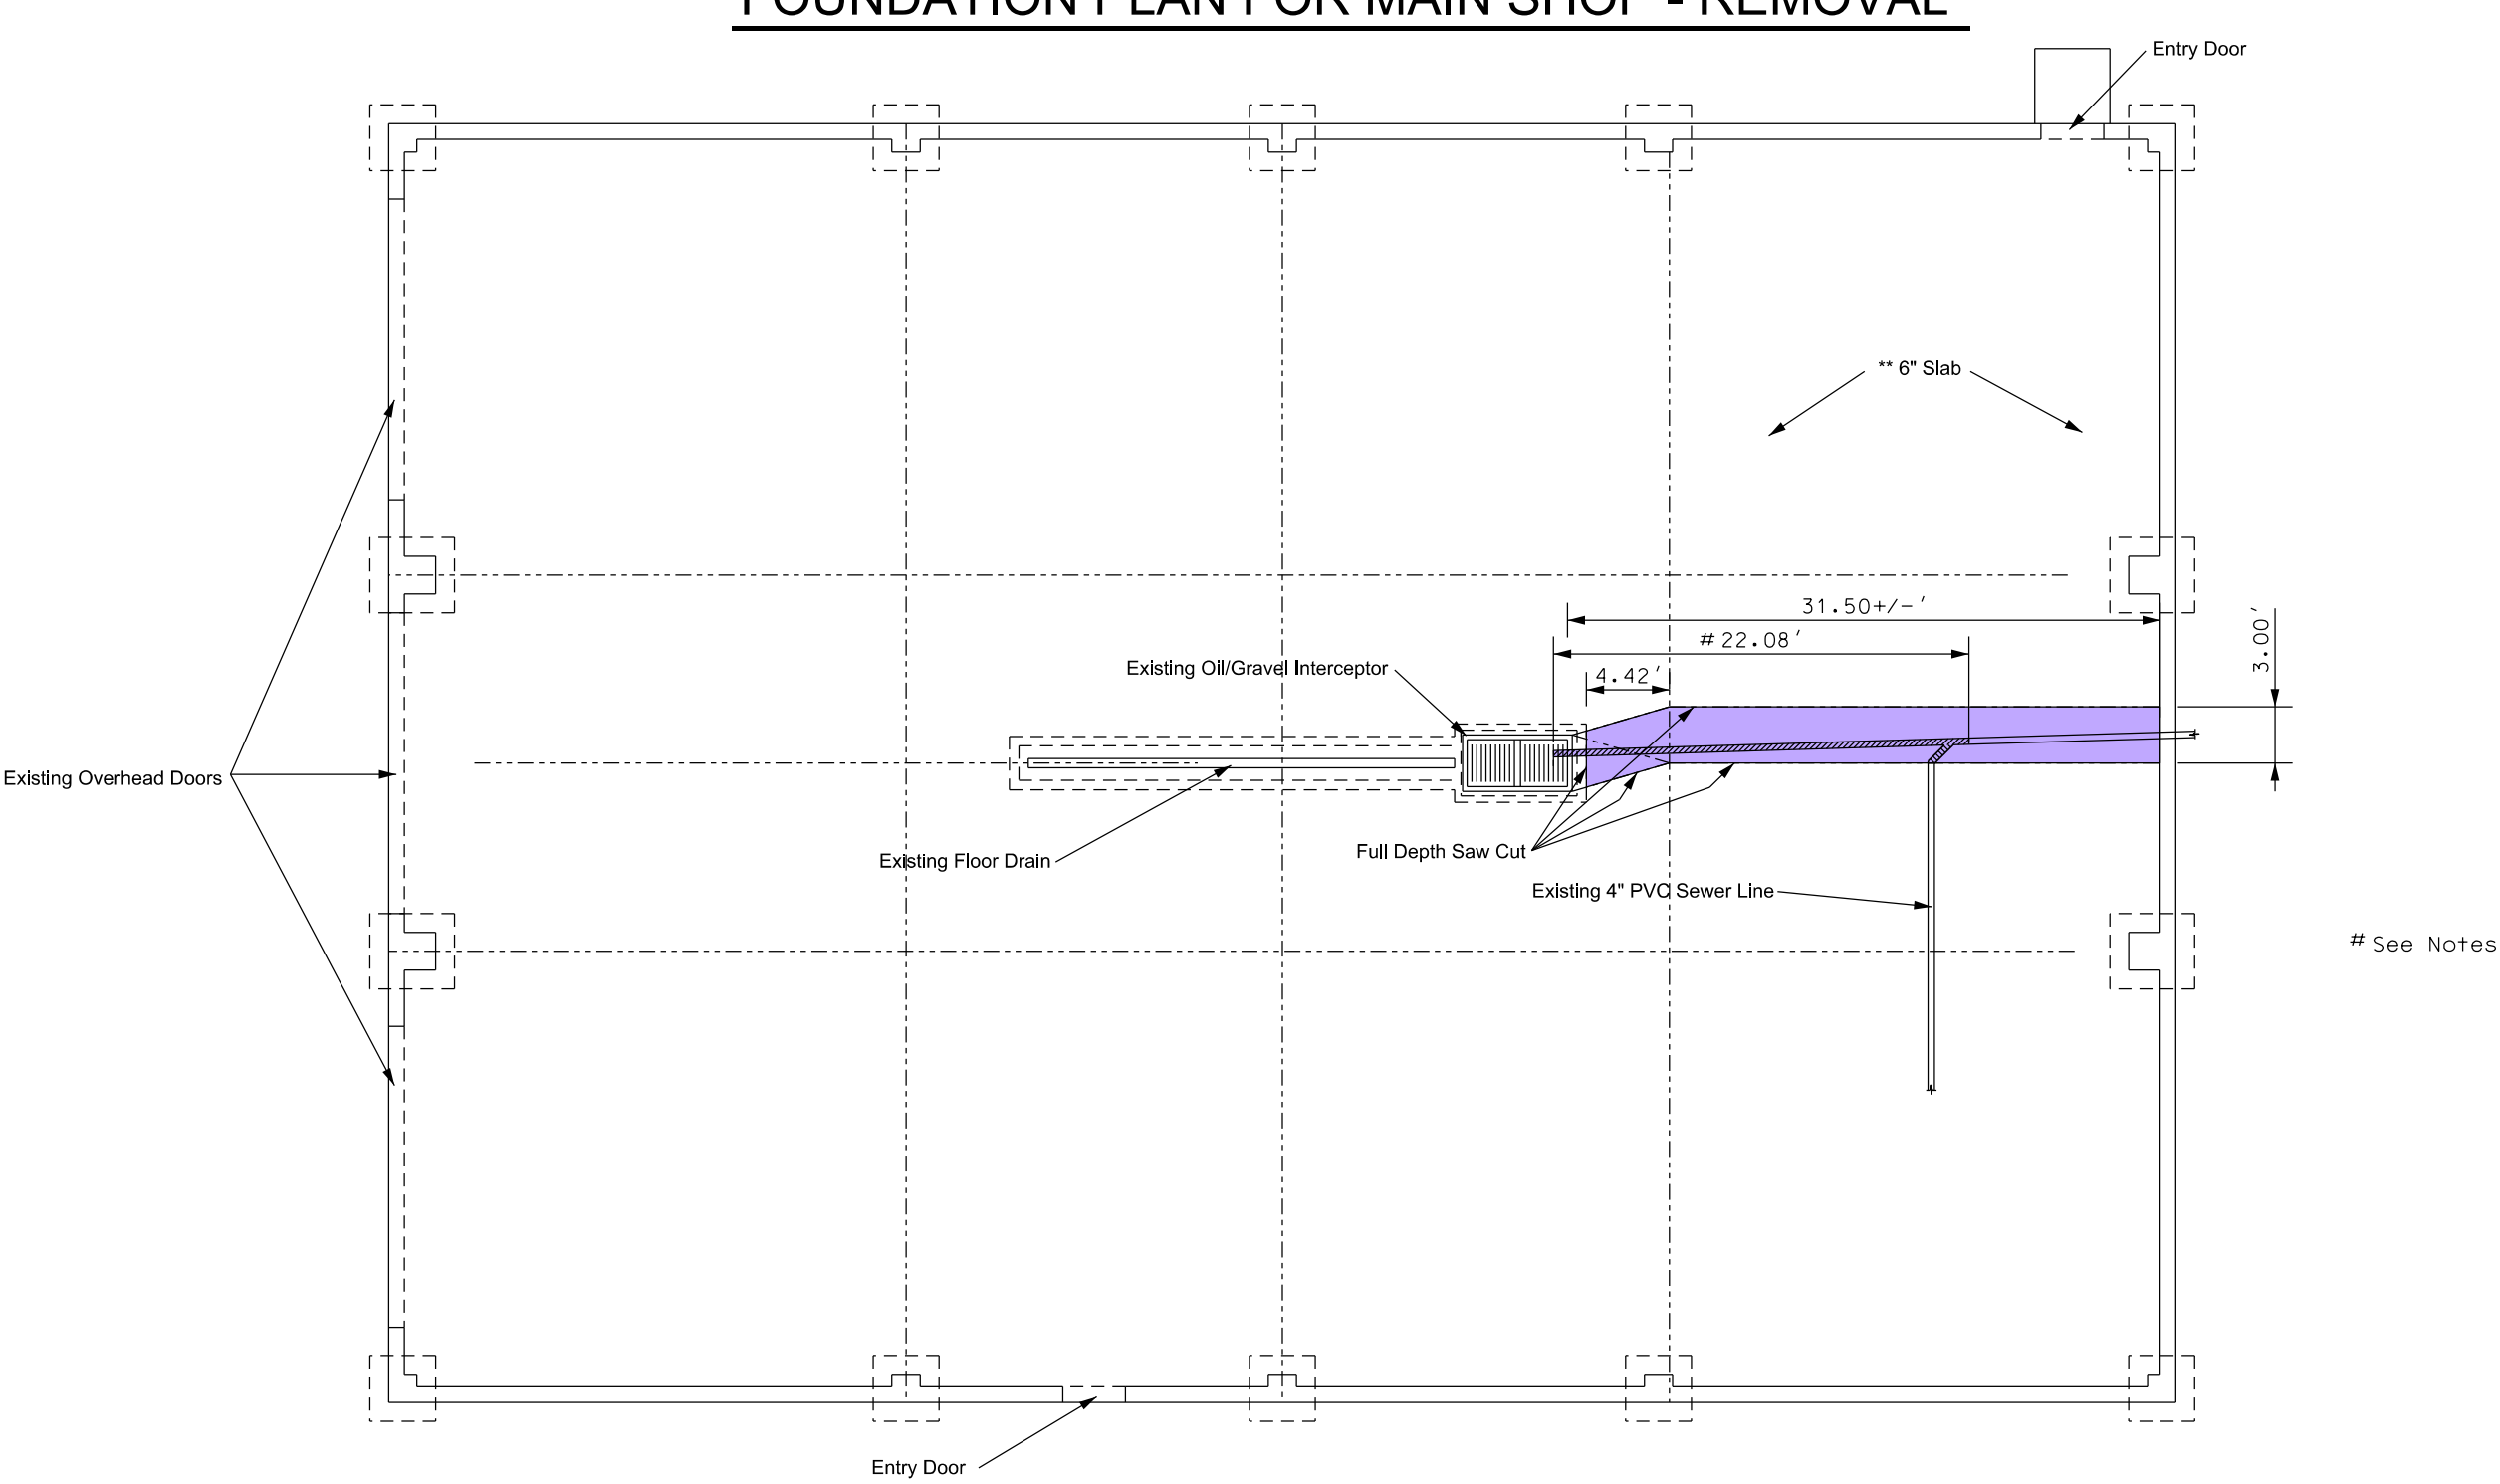 FOUNDATION PLAN FOR MAIN SHOP - REMOVAL
Entry Door
** 6" Slab
31.50+/-'
#22.08'
4.42'
3.00'
Existing Oil/Gravel Interceptor
Existing Overhead Doors
Existing Floor Drain
Full Depth Saw Cut
Existing 4" PVC Sewer Line
# See Notes
Entry Door